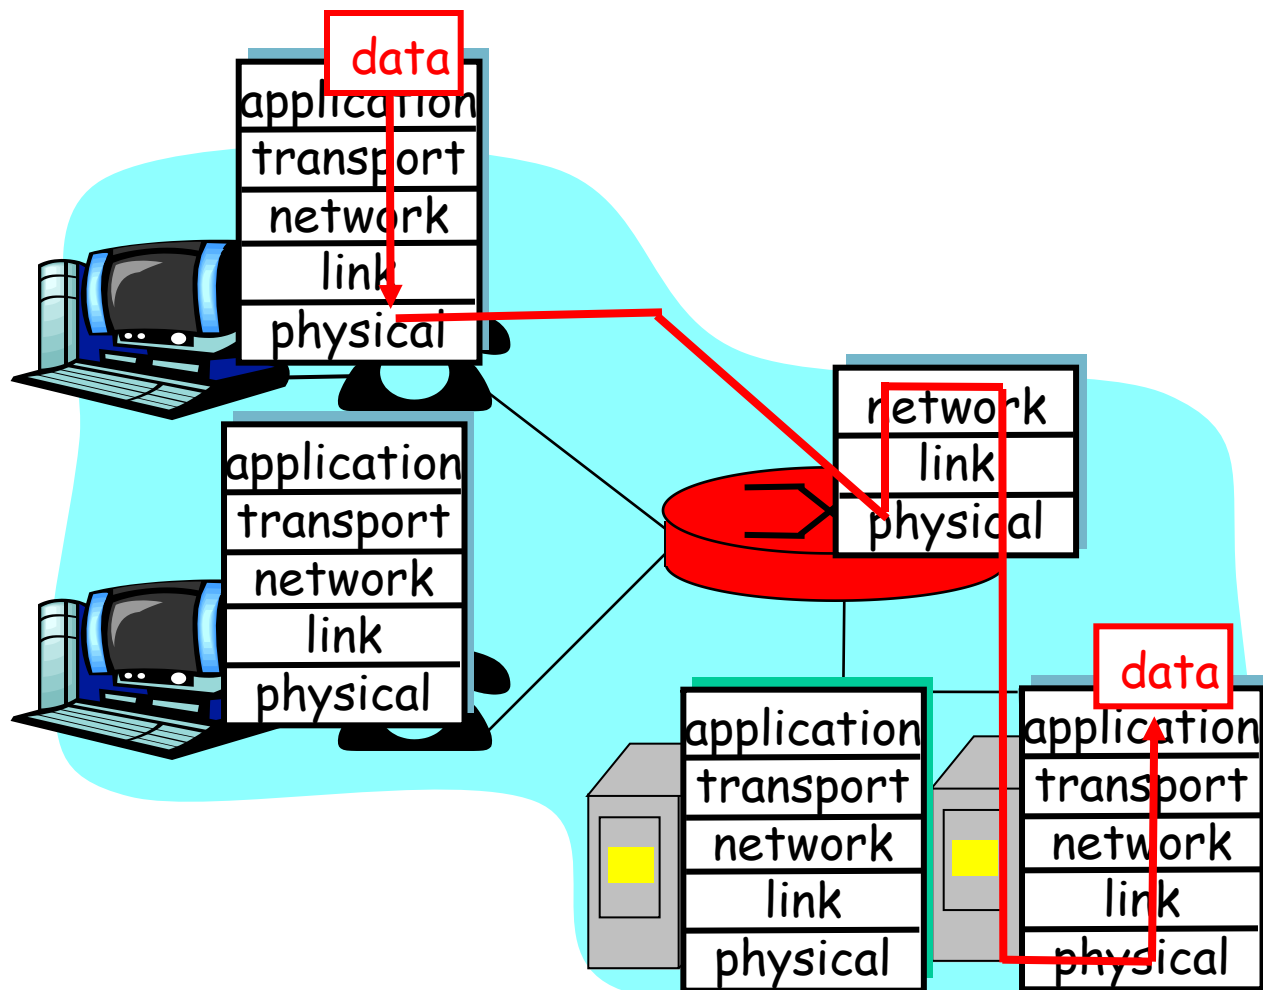 data
application
transport
network
link
physical
network
link
physical
application
transport
network
link
physical
data
application
transport
network
link
physical
application
transport
network
link
physical